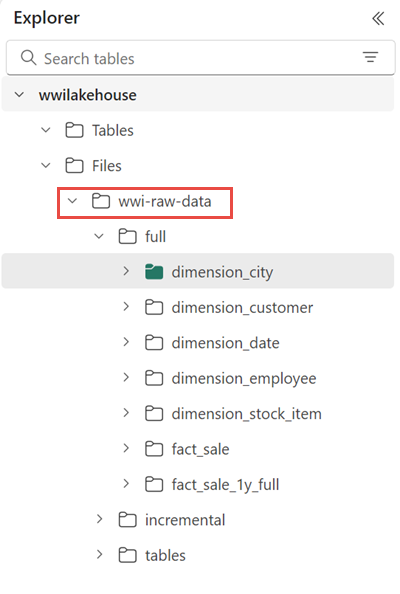 Explorer
Search tables
wwilakehouse
Tables
Files
wwi-raw-data
full
dimension_city
dimension_customer
dimension_date
dimension_employee
dimension_stock_item
fact_sale
fact_sale_1y_full
incremental
tables